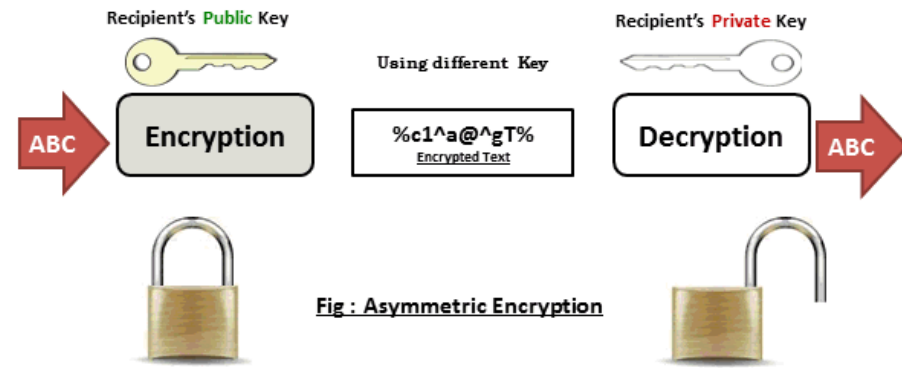 Recipient's Public Key
Recipient's Private Key
Using different Key
ABC
Encryption
%c1^a@^gT%
Encrypted Text
Decryption
ABC
Fig : Asymmetric Encryption